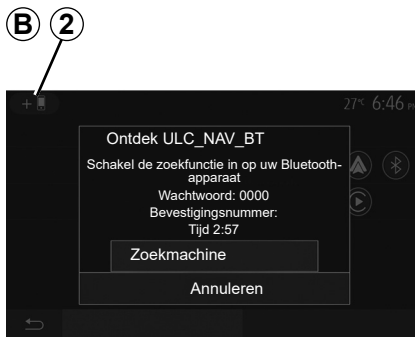 B 2
+ 27°C 6:46 PM
Ontdek ULC_NAV_BT
Schakel de zoekfunctie in op uw Bluetooth-
apparaat
Wachtwoord: 0000
Bevestigingsnummer:
Tijd 2:57
Zoekmachine
Annuleren